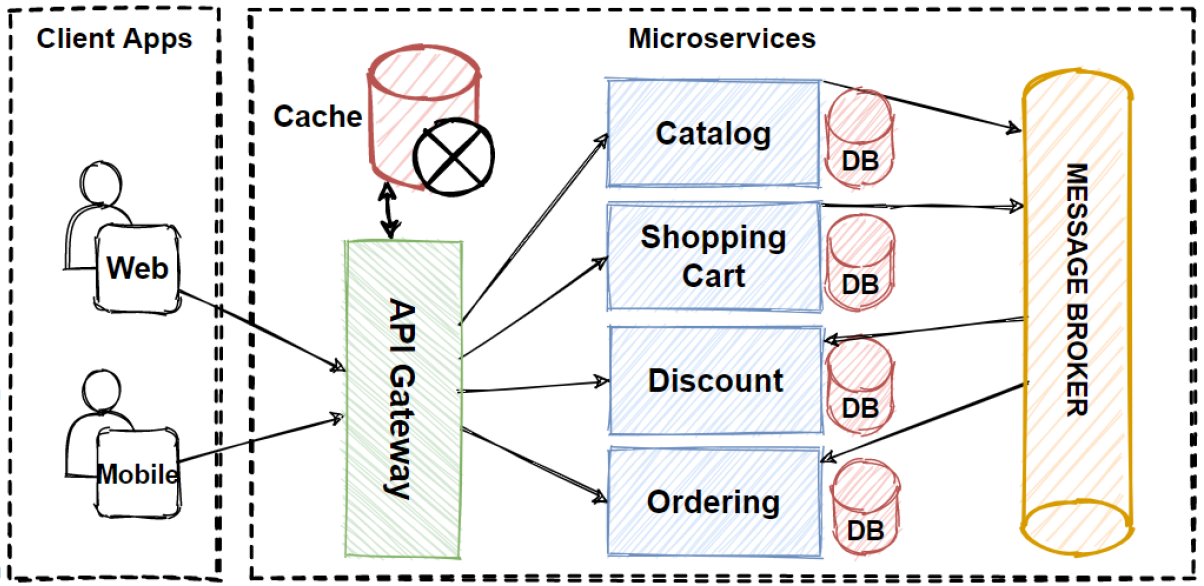 Client Apps
Microservices
Cache
Catalog
DB
Shopping
Cart
DB
Web
API Gateway
MESSAGE BROKER
Discount
DB
Mobile
Ordering
DB